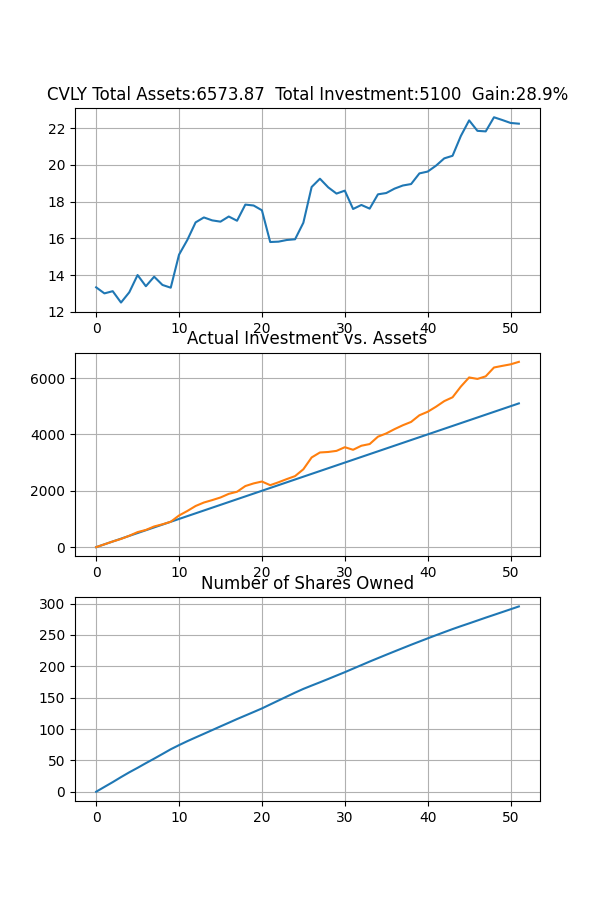 CVLY Total Assets:6573.87  Total Investment:5100  Gain:28.9%
22
20
18
16
14
12
0 10 20 30 40 50
Actual Investment vs. Assets
6000
4000
2000
0
0 10 20 30 40 50
Number of Shares Owned
300
250
200
150
100
50
0
0 10 20 30 40 50